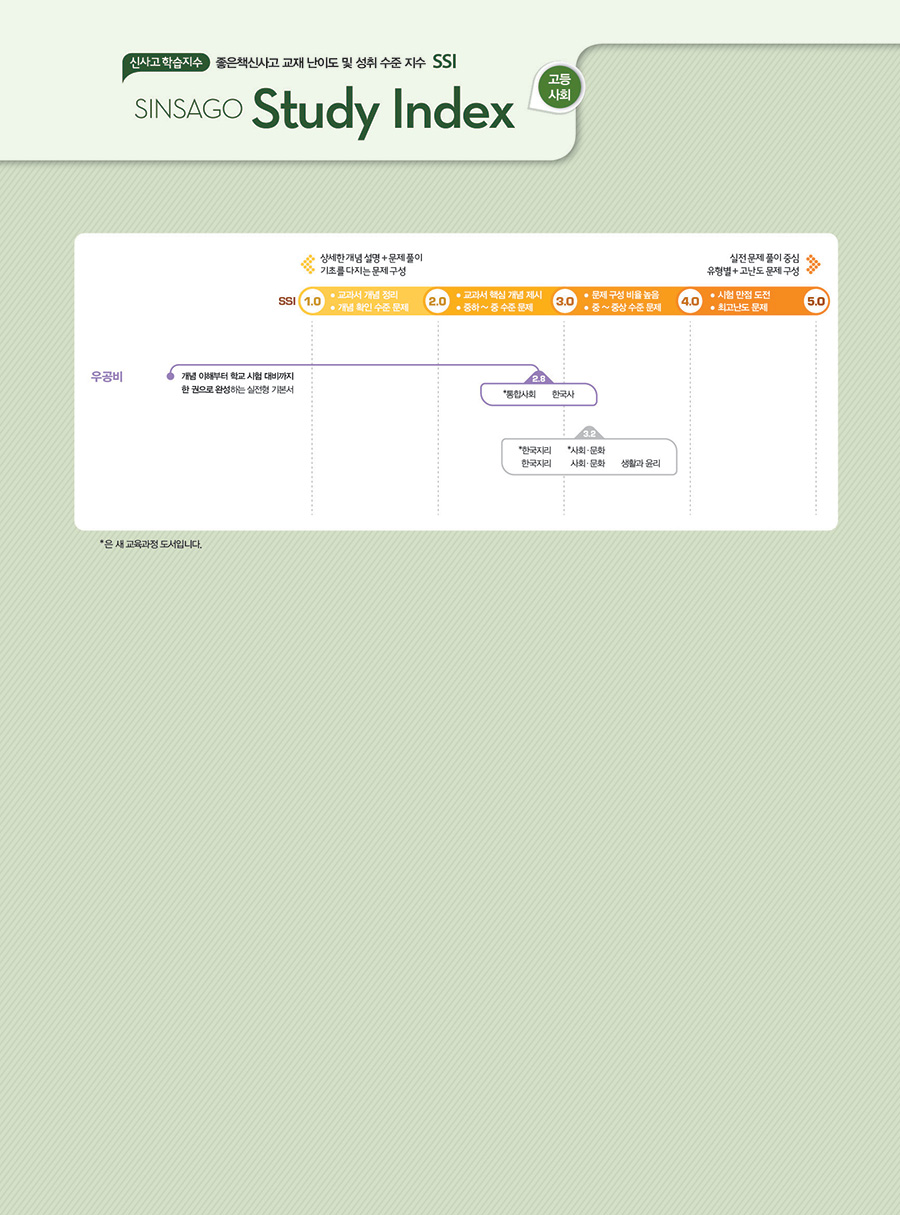 신사고 학습지수 좋은책신사고 교재 난이도 및 성취 수준 지수 SSI
SINSAGO Study Index
고등
사회
상세한 개념 설명 + 문제 풀이
기초를 다지는 문제 구성
실전 문제 풀이 중심
유형별 + 고난도 문제 구성
SSI 1.0 • 교과서 개념 정리 2.0 • 교과서 핵심 개념 제시 3.0 • 문제 구성 비율 높음 4.0 • 시험 만점 도전 5.0
• 개념 확인 수준 문제 • 중하 ~ 중 수준 문제 • 중 ~ 중상 수준 문제 • 최고난도 문제
우공비
개념 이해부터 학교 시험 대비까지
한 권으로 완성하는 실전형 기본서
2.8
*통합사회 한국사
3.2
*한국지리 *사회·문화
한국지리 사회·문화 생활과 윤리
*은 새 교육과정 도서입니다.